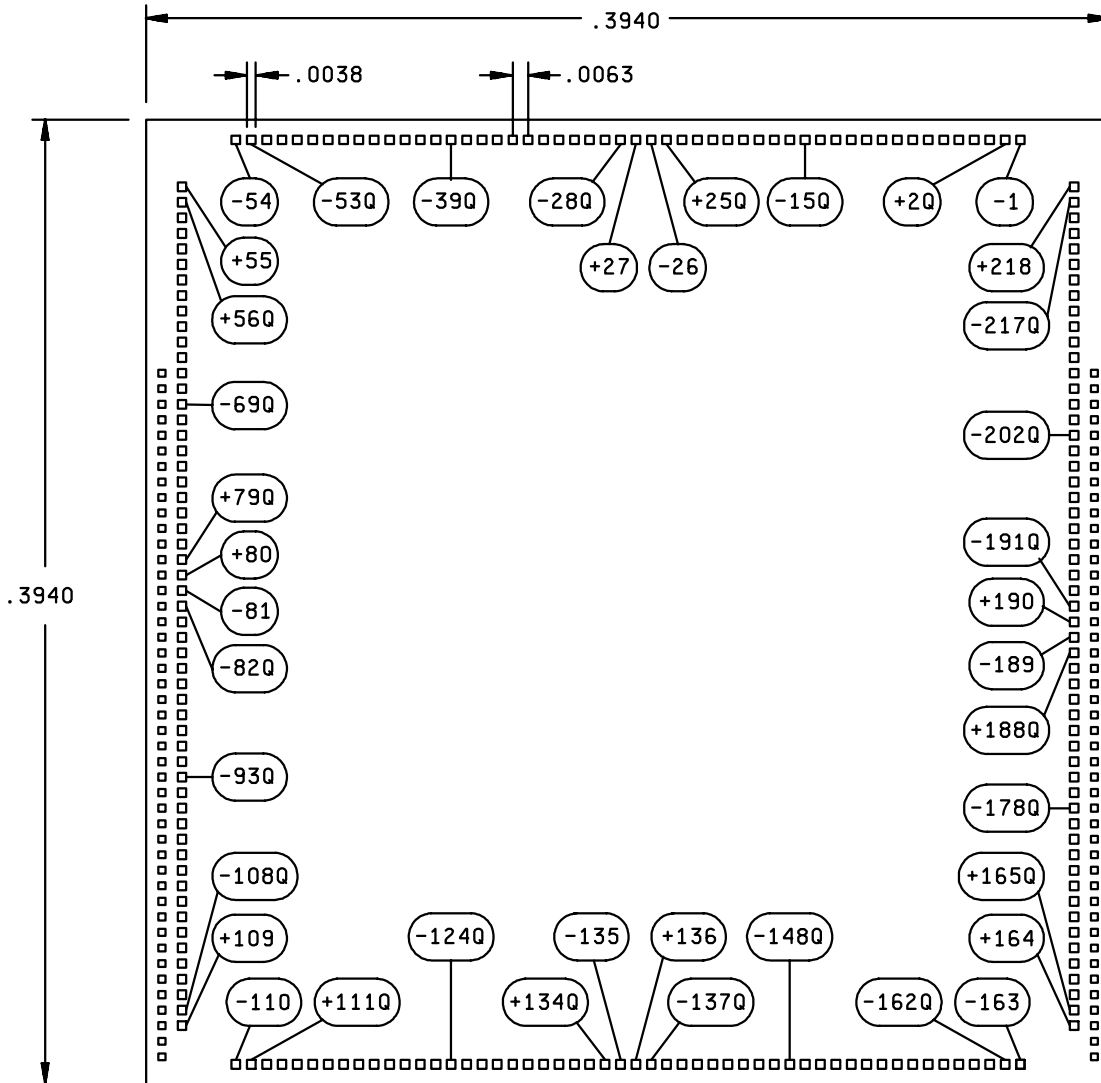 .3940
.0038 .0063
-54 -53Q -39Q -28Q +25Q -15Q +2Q -1
+55 +27 -26 +218
+56Q -217Q
-69Q
-202Q
+79Q
-191Q
+80
.3940 +190
-81
-82Q -189
+188Q
-93Q
-178Q
-108Q +165Q
+109 -124Q -135 +136 -148Q +164
-110 +111Q +134Q -137Q -162Q -163